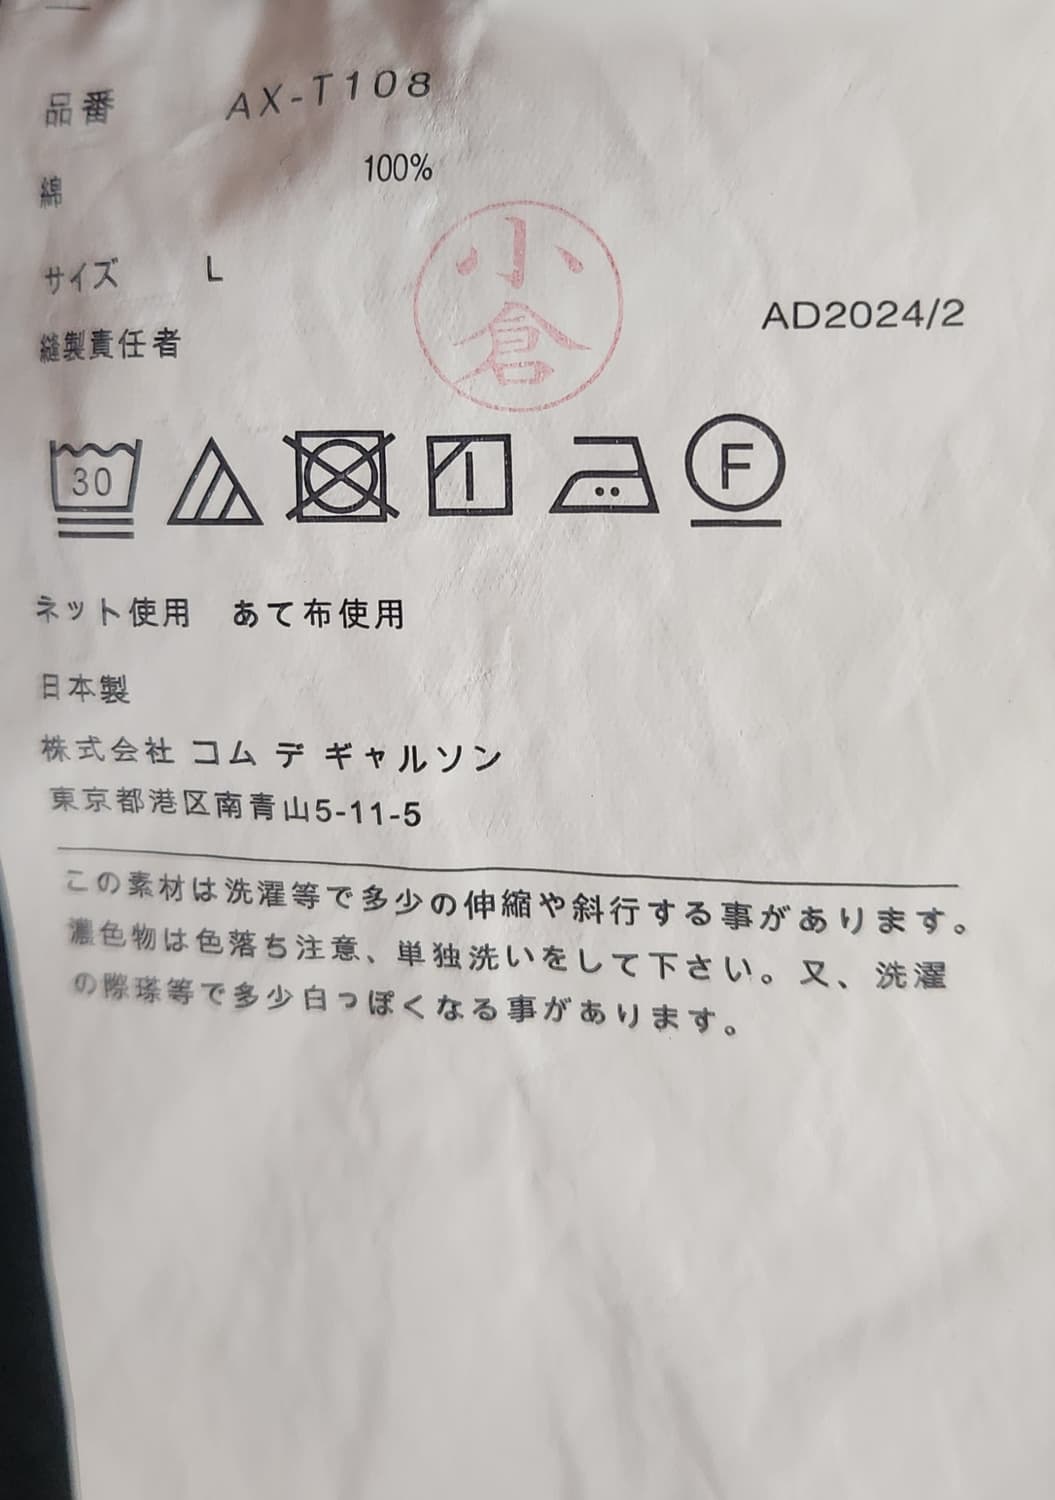 品番 AX-T108
綿 100%
サイズ L
小倉
AD2024/2
縫製責任者
30
F
ネット使用 あて布使用
日本製
株式会社 コム デ ギャルソン
東京都港区南青山5-11-5
この素材は洗濯等で多少の伸縮や斜行する事があります。
濃色物は色落ち注意、単独洗いをして下さい。又、洗濯
の際等で多少白っぽくなる事があります。